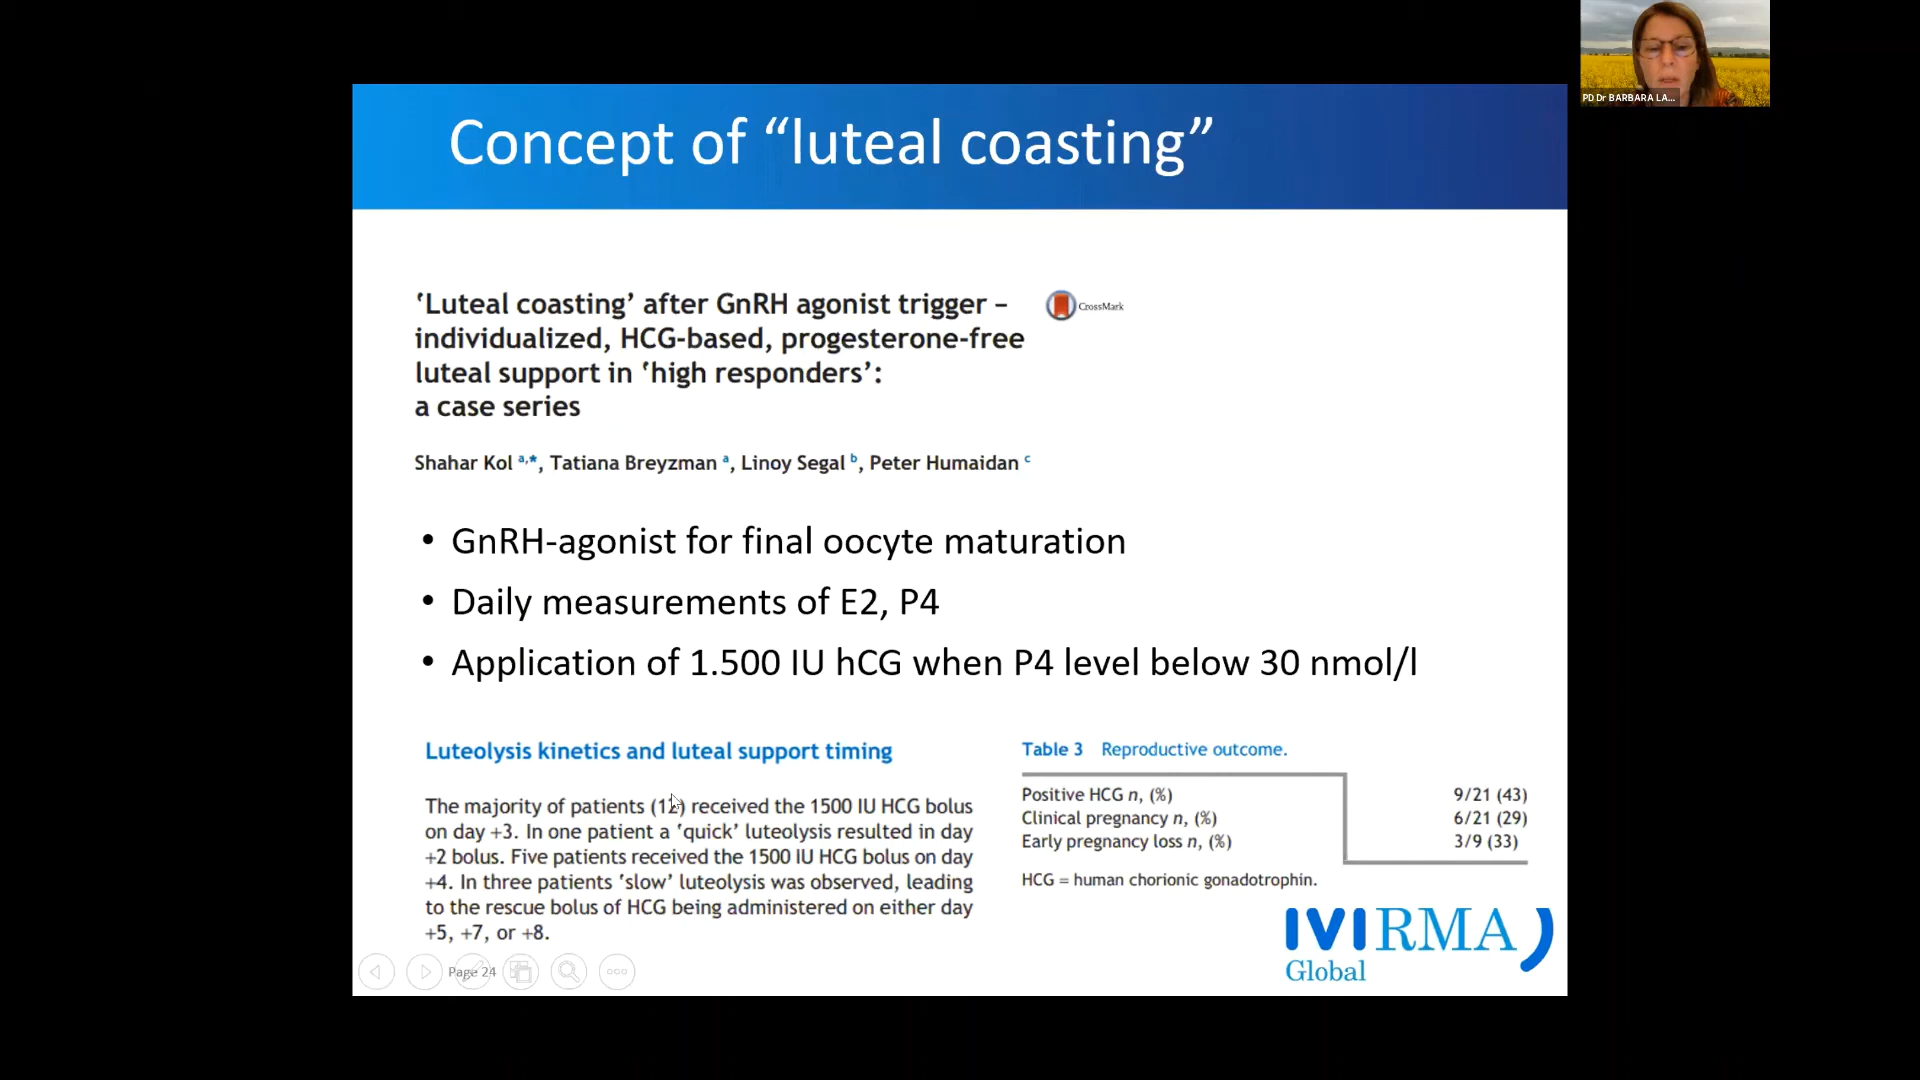 PD Dr BARBARA LA...
Concept of “luteal coasting”
‘Luteal coasting’ after GnRH agonist trigger –
individualized, HCG-based, progesterone-free
luteal support in ‘high responders’:
a case series
CrossMark
Shahar Kol a,*, Tatiana Breyzman a, Linoy Segal b, Peter Humaidan c
• GnRH-agonist for final oocyte maturation
• Daily measurements of E2, P4
• Application of 1.500 IU hCG when P4 level below 30 nmol/l
Luteolysis kinetics and luteal support timing
The majority of patients (12) received the 1500 IU HCG bolus
on day +3. In one patient a ‘quick’ luteolysis resulted in day
+2 bolus. Five patients received the 1500 IU HCG bolus on day
+4. In three patients ‘slow’ luteolysis was observed, leading
to the rescue bolus of HCG being administered on either day
+5, +7, or +8.
Table 3 Reproductive outcome.
Positive HCG n, (%) 9/21 (43)
Clinical pregnancy n, (%) 6/21 (29)
Early pregnancy loss n, (%) 3/9 (33)
HCG = human chorionic gonadotrophin.
IVIRMA
Global
Page 24